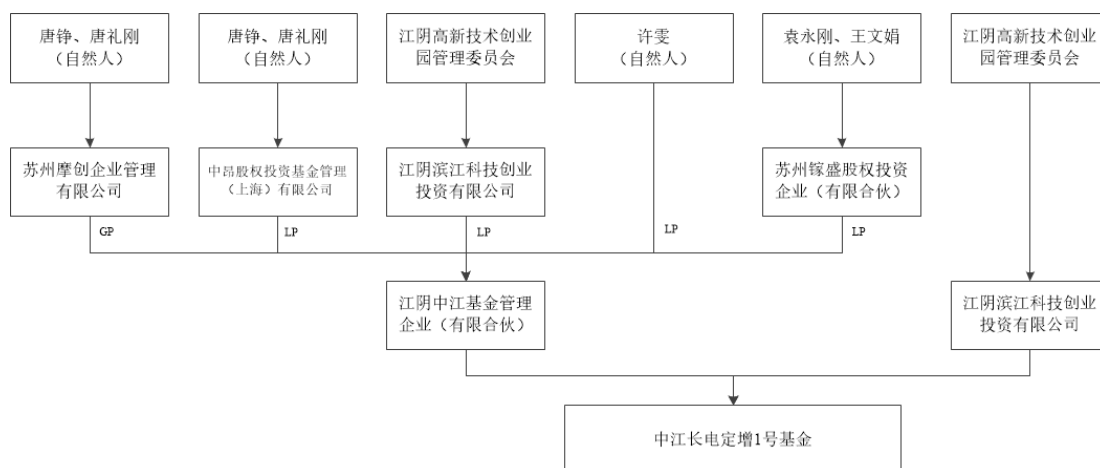 唐铮、唐礼刚
（自然人）
唐铮、唐礼刚
（自然人）
江阴高新技术创业
园管理委员会
许雯
（自然人）
袁永刚、王文娟
（自然人）
江阴高新技术创业
园管理委员会
苏州摩创企业管理
有限公司
中昂股权投资基金管理
（上海）有限公司
江阴滨江科技创业
投资有限公司
苏州镓盛股权投资
企业（有限合伙）
GP
LP
LP
LP
LP
江阴中江基金管理
企业（有限合伙）
江阴滨江科技创业
投资有限公司
中江长电定增1号基金